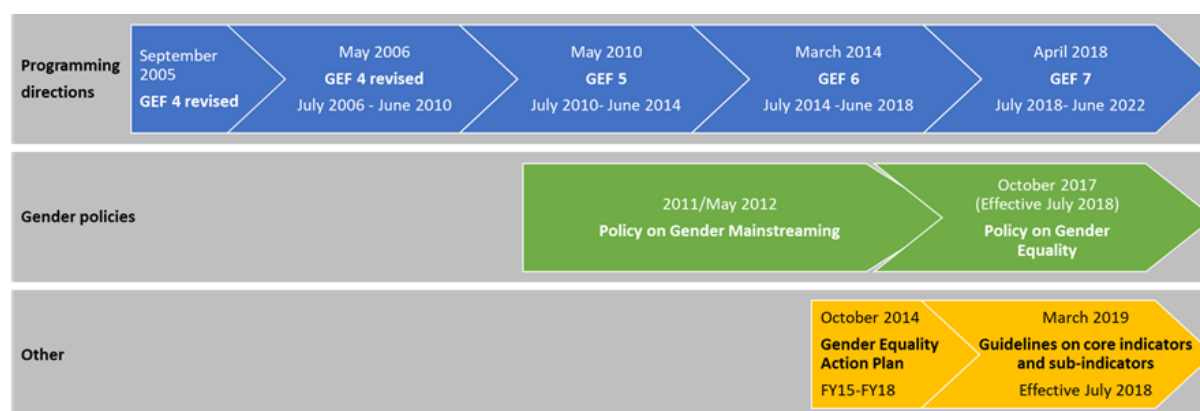 Programming
directions
September
2005
GEF 4 revised
May 2006
GEF 4 revised
July 2006 - June 2010
May 2010
GEF 5
July 2010- June 2014
March 2014
GEF 6
July 2014 -June 2018
April 2018
GEF 7
July 2018- June 2022
Gender policies
2011/May 2012
Policy on Gender Mainstreaming
October 2017
(Effective July 2018)
Policy on Gender
Equality
Other
October 2014
Gender Equality
Action Plan
FY15-FY18
March 2019
Guidelines on core indicators
and sub-indicators
Effective July 2018